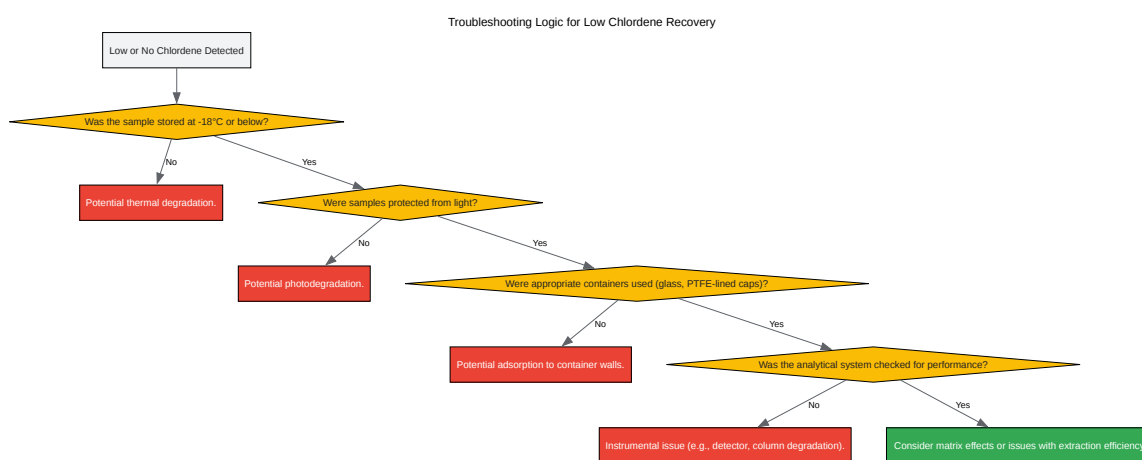 Troubleshooting Logic for Low Chlordene Recovery
Low or No Chlordene Detected
Was the sample stored at -18°C or below?
No
Yes
Potential thermal degradation.
Were samples protected from light?
No
Yes
Potential photodegradation.
Were appropriate containers used (glass, PTFE-lined caps)?
No
Yes
Potential adsorption to container walls.
Was the analytical system checked for performance?
No
Yes
Instrumental issue (e.g., detector, column degradation).
Consider matrix effects or issues with extraction efficiency